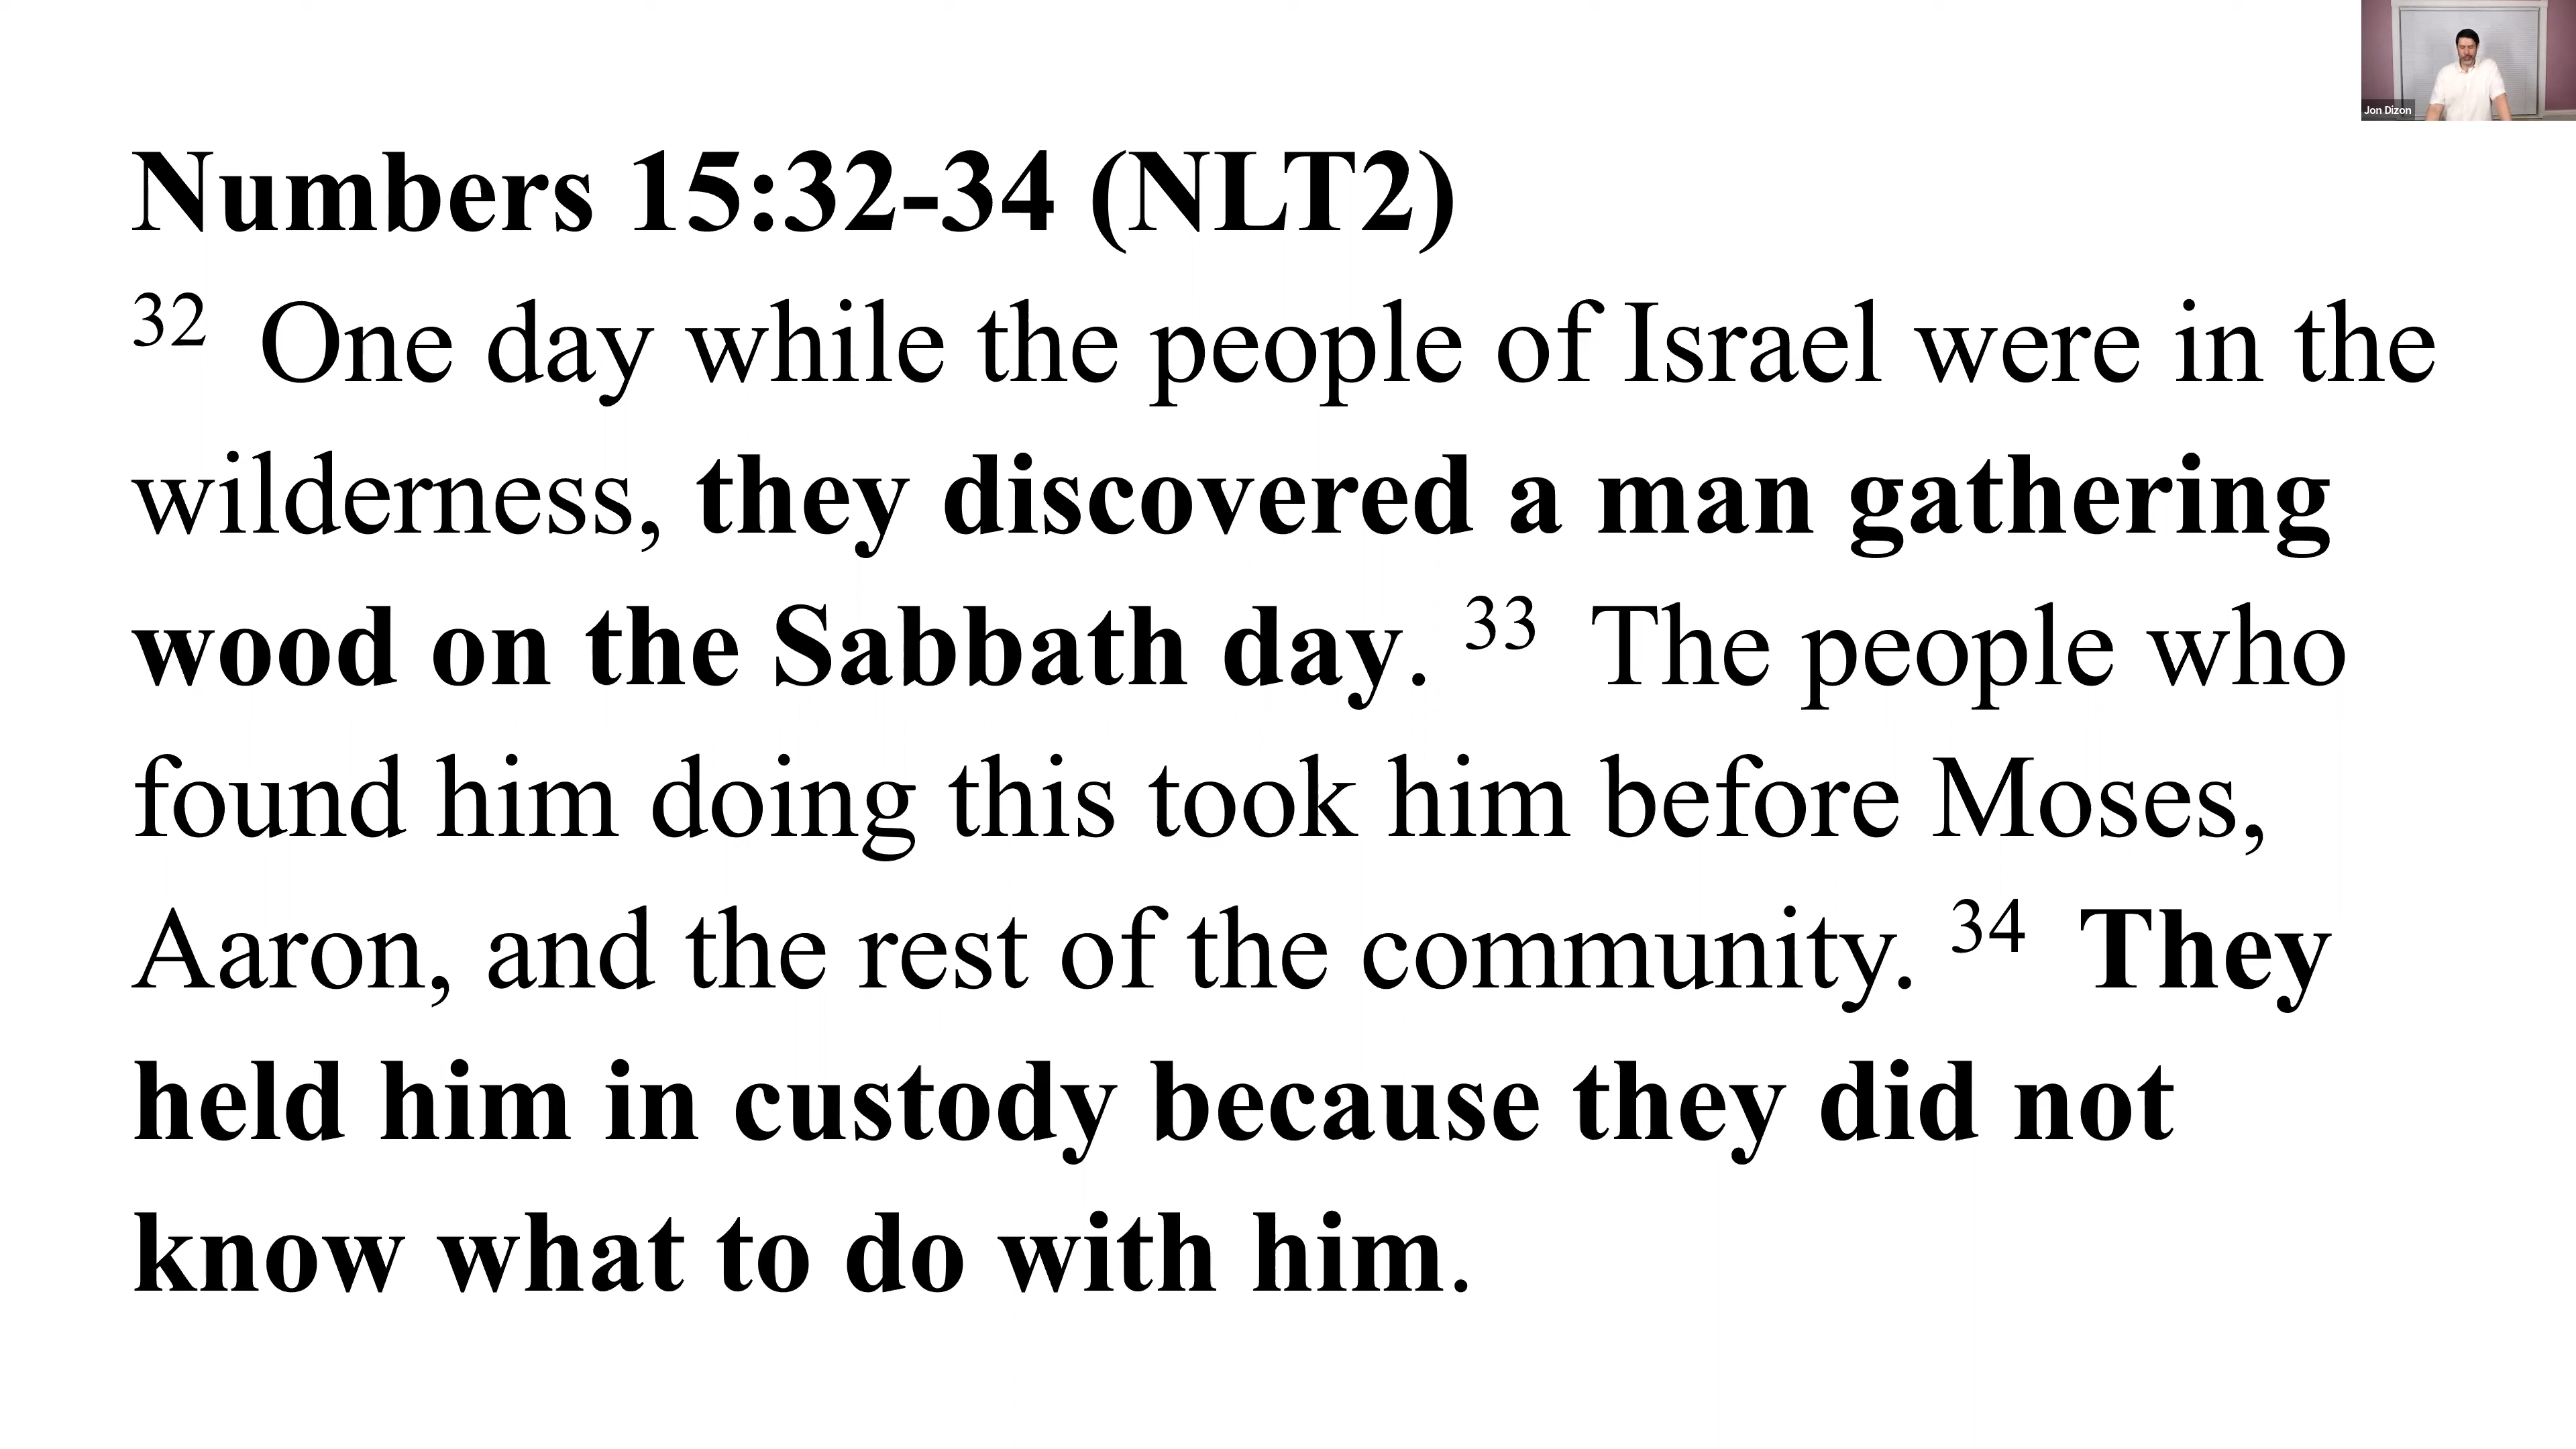 Jon Dizon
Numbers 15:32-34 (NLT2)
32 One day while the people of Israel were in the
wilderness, they discovered a man gathering
wood on the Sabbath day. 33 The people who
found him doing this took him before Moses,
Aaron, and the rest of the community. 34 They
held him in custody because they did not
know what to do with him.